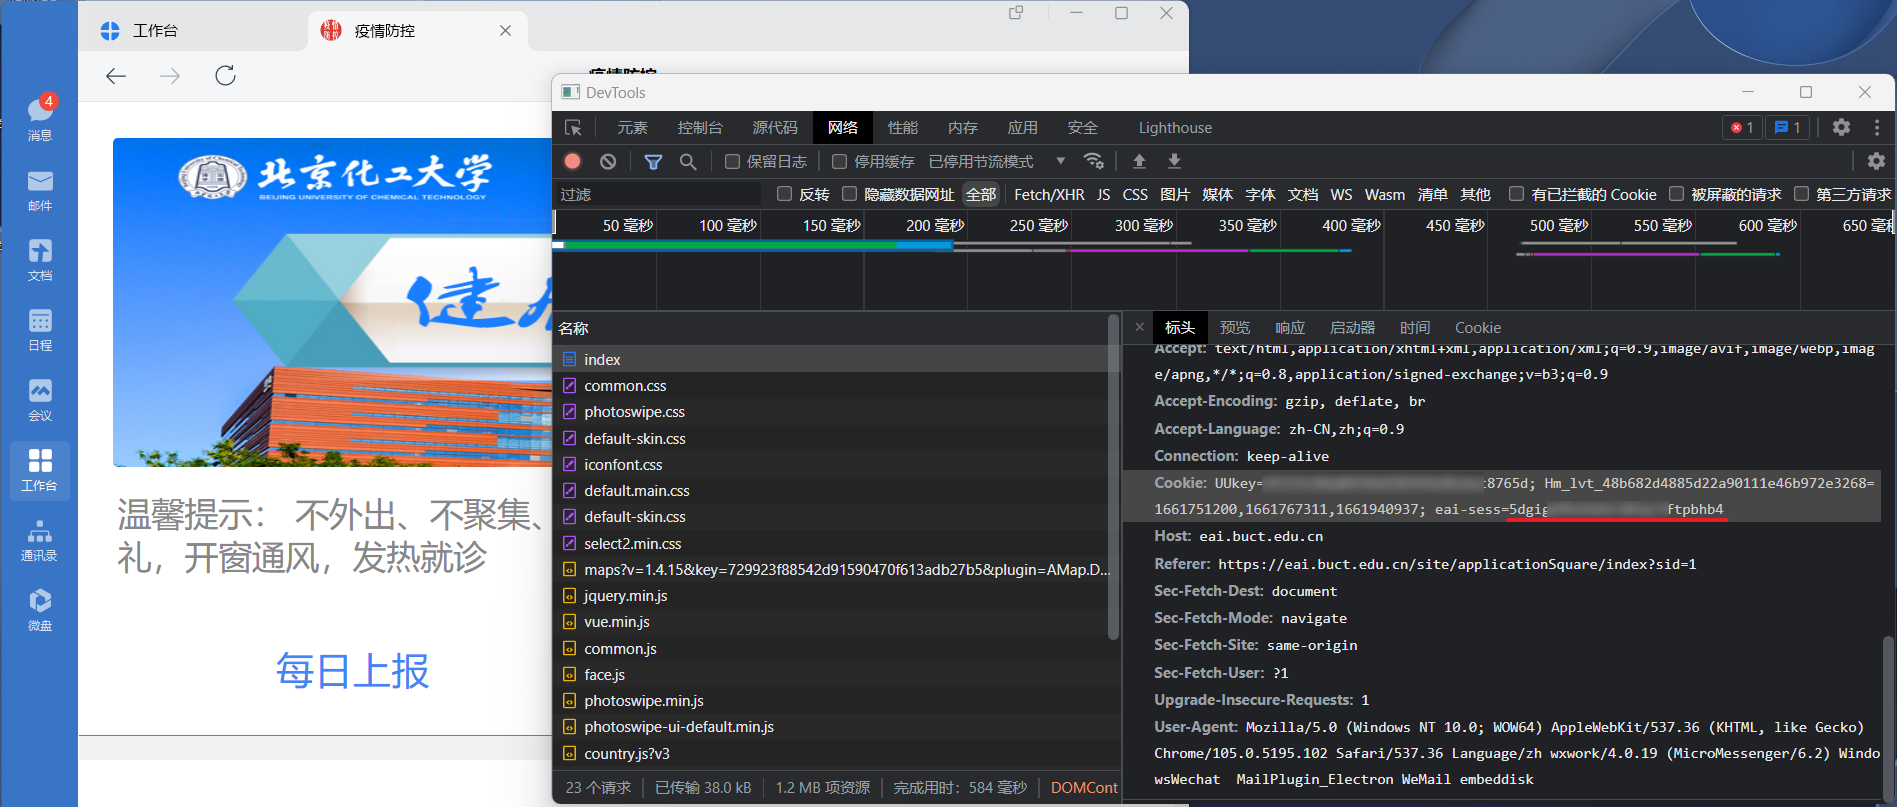 工作台
疫情防控
4
消息
邮件
文档
日程
会议
工作台
通讯录
微盘
北京化工大学
BEIJING UNIVERSITY OF CHEMICAL TECHNOLOGY
健
温馨提示： 不外出、不聚集、
礼，开窗通风，发热就诊
每日上报
疫情防控
DevTools
元素 控制台 源代码 网络 性能 内存 应用 安全 Lighthouse
1 1
保留日志 停用缓存 已停用节流模式
过滤 反转 隐藏数据网址 全部 Fetch/XHR JS CSS 图片 媒体 字体 文档 WS Wasm 清单 其他 有已拦截的 Cookie 被屏蔽的请求 第三方请求
50 毫秒 100 毫秒 150 毫秒 200 毫秒 250 毫秒 300 毫秒 350 毫秒 400 毫秒 450 毫秒 500 毫秒 550 毫秒 600 毫秒 650 毫秒
名称
index
common.css
photoswipe.css
default-skin.css
iconfont.css
default.main.css
default-skin.css
select2.min.css
maps?v=1.4.15&key=729923f88542d91590470f613adb27b5&plugin=AMap.D...
jquery.min.js
vue.min.js
common.js
face.js
photoswipe.min.js
photoswipe-ui-default.min.js
country.js?v3
23 个请求 已传输 38.0 kB 1.2 MB 项资源 完成用时：584 毫秒 DOMCont
标头 预览 响应 启动器 时间 Cookie
Accept: text/html,application/xhtml+xml,application/xml;q=0.9,image/avif,image/webp,imag
e/apng,*/*;q=0.8,application/signed-exchange;v=b3;q=0.9
Accept-Encoding: gzip, deflate, br
Accept-Language: zh-CN,zh;q=0.9
Connection: keep-alive
Cookie: UUkey= 8765d; Hm_lvt_48b682d4885d22a90111e46b972e3268=
1661751200,1661767311,1661940937; eai-sess=5dgig ftpbhb4
Host: eai.buct.edu.cn
Referer: https://eai.buct.edu.cn/site/applicationSquare/index?sid=1
Sec-Fetch-Dest: document
Sec-Fetch-Mode: navigate
Sec-Fetch-Site: same-origin
Sec-Fetch-User: ?1
Upgrade-Insecure-Requests: 1
User-Agent: Mozilla/5.0 (Windows NT 10.0; WOW64) AppleWebKit/537.36 (KHTML, like Gecko)
Chrome/105.0.5195.102 Safari/537.36 Language/zh wxwork/4.0.19 (MicroMessenger/6.2) Windo
wsWechat MailPlugin_Electron WeMail embeddisk